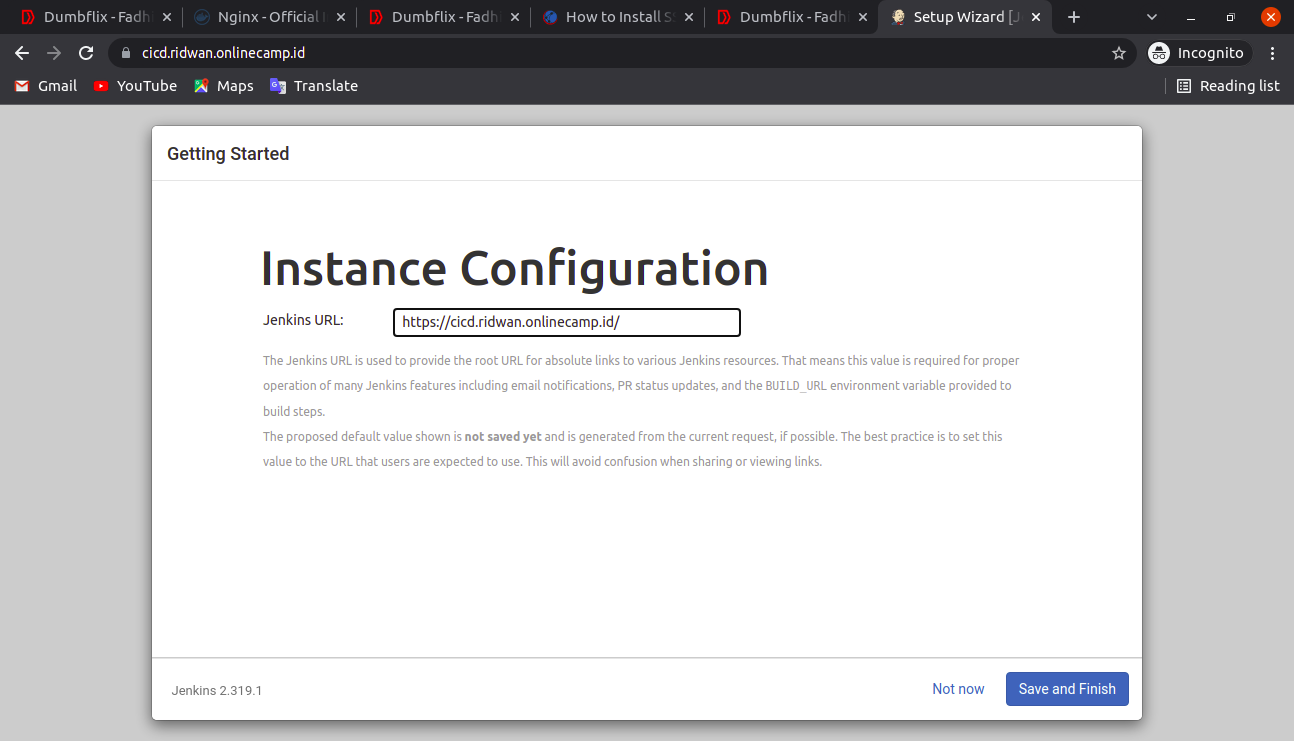 Dumbflix - Fadhi
Nginx - Official I
Dumbflix - Fadhi
How to Install SS
Dumbflix - Fadhi
Setup Wizard [J
cicd.ridwan.onlinecamp.id
Incognito
Gmail
YouTube
Maps
Translate
Reading list
Getting Started
Instance Configuration
Jenkins URL:
https://cicd.ridwan.onlinecamp.id/
The Jenkins URL is used to provide the root URL for absolute links to various Jenkins resources. That means this value is required for proper
operation of many Jenkins features including email notifications, PR status updates, and the BUILD_URL environment variable provided to
build steps.
The proposed default value shown is not saved yet and is generated from the current request, if possible. The best practice is to set this
value to the URL that users are expected to use. This will avoid confusion when sharing or viewing links.
Jenkins 2.319.1
Not now
Save and Finish